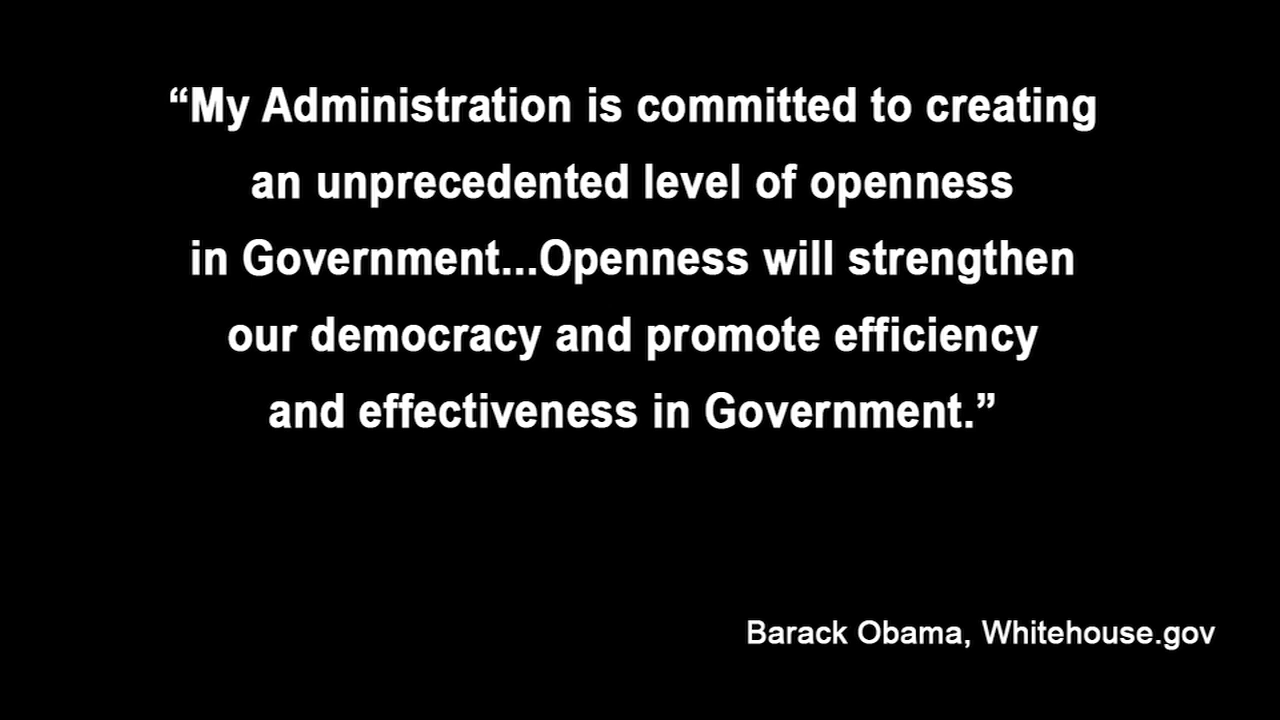 “My Administration is committed to creating
an unprecedented level of openness
in Government...Openness will strengthen
our democracy and promote efficiency
and effectiveness in Government.”
Barack Obama, Whitehouse.gov